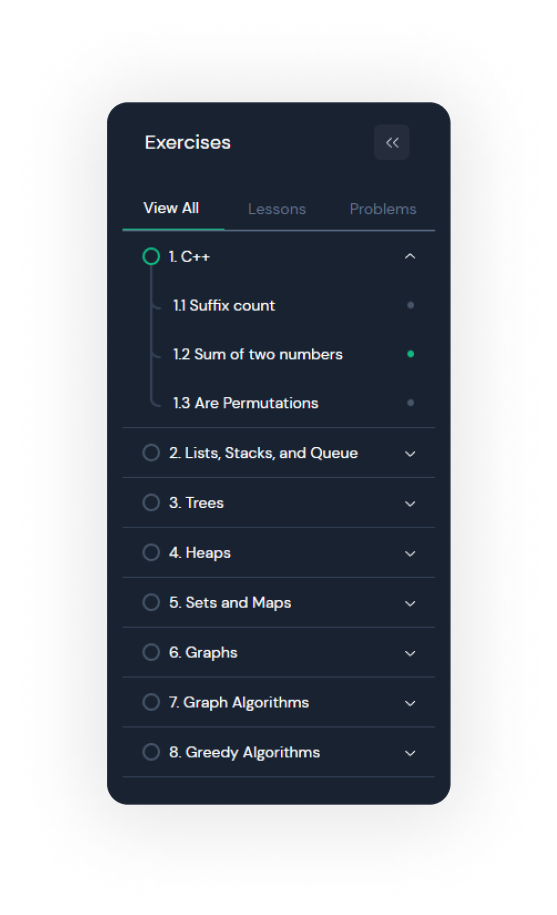 Exercises
View All Lessons Problems
1. C++
1.1 Suffix count
1.2 Sum of two numbers
1.3 Are Permutations
2. Lists, Stacks, and Queue
3. Trees
4. Heaps
5. Sets and Maps
6. Graphs
7. Graph Algorithms
8. Greedy Algorithms